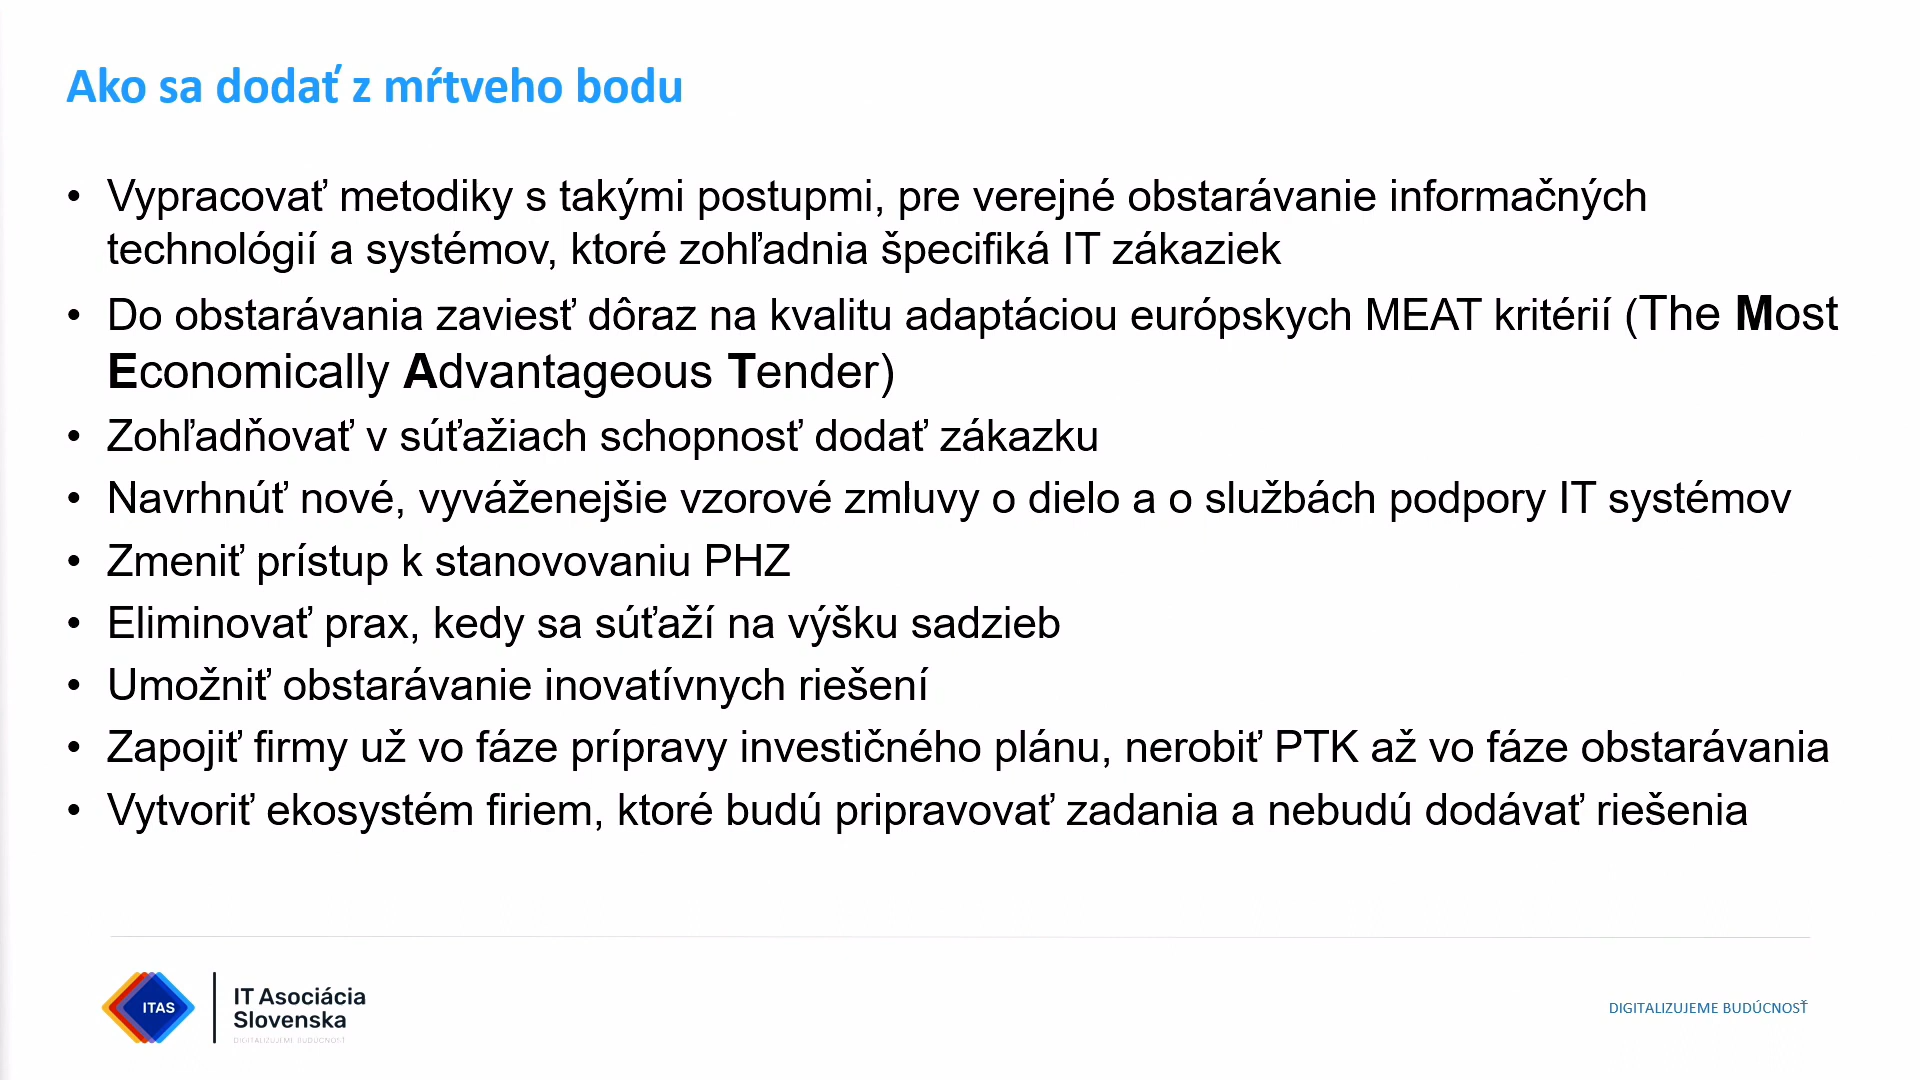 Ako sa dodať z mŕtveho bodu
• Vypracovať metodiky s takými postupmi, pre verejné obstarávanie informačných
technológií a systémov, ktoré zohľadnia špecifiká IT zákaziek
• Do obstarávania zaviesť dôraz na kvalitu adaptáciou európskych MEAT kritérií (The Most
Economically Advantageous Tender)
• Zohľadňovať v súťažiach schopnosť dodať zákazku
• Navrhnúť nové, vyváženejšie vzorové zmluvy o dielo a o službách podpory IT systémov
• Zmeniť prístup k stanovovaniu PHZ
• Eliminovať prax, kedy sa súťaží na výšku sadzieb
• Umožniť obstarávanie inovatívnych riešení
• Zapojiť firmy už vo fáze prípravy investičného plánu, nerobiť PTK až vo fáze obstarávania
• Vytvoriť ekosystém firiem, ktoré budú pripravovať zadania a nebudú dodávať riešenia
ITAS
IT Asociácia
Slovenska
DIGITALIZUJEME BUDÚCNOSŤ
DIGITALIZUJEME BUDÚCNOSŤ